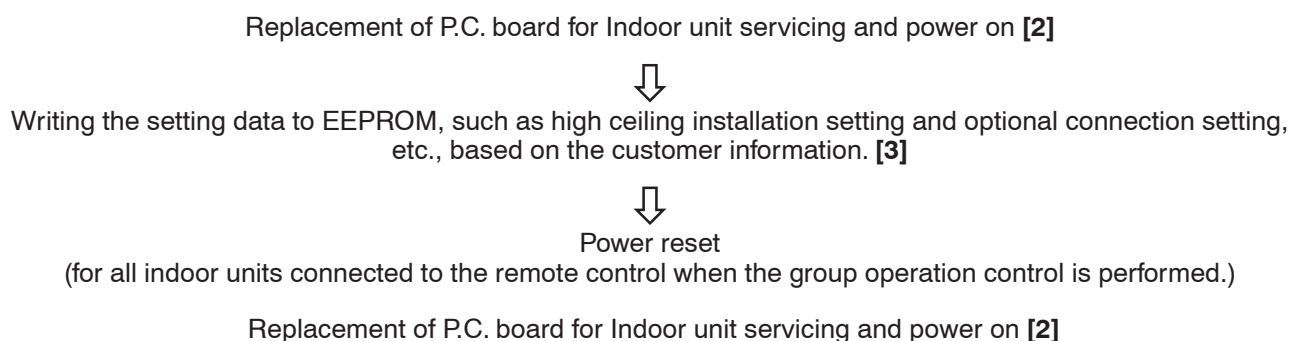 Replacement of P.C. board for Indoor unit servicing and power on [2]
Writing the setting data to EEPROM, such as high ceiling installation setting and optional connection setting,
etc., based on the customer information. [3]
Power reset
(for all indoor units connected to the remote control when the group operation control is performed.)
Replacement of P.C. board for Indoor unit servicing and power on [2]